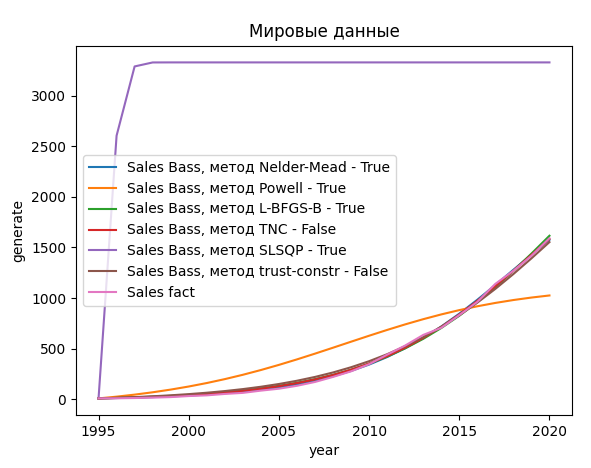 Мировые данные
generate
3000
2500
2000
1500
1000
500
0
Sales Bass, метод Nelder-Mead - True
Sales Bass, метод Powell - True
Sales Bass, метод L-BFGS-B - True
Sales Bass, метод TNC - False
Sales Bass, метод SLSQP - True
Sales Bass, метод trust-constr - False
Sales fact
1995 2000 2005 2010 2015 2020
year